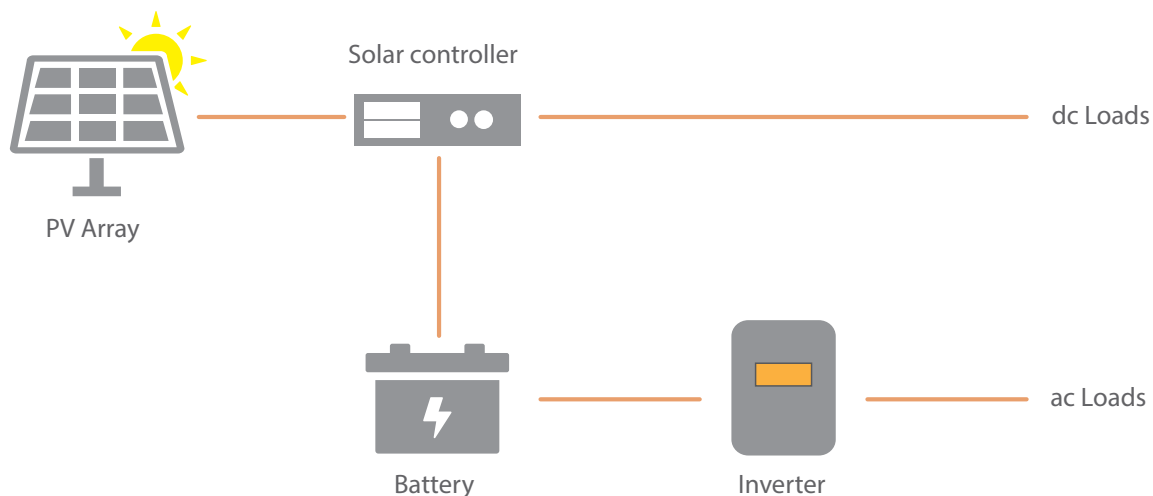 Solar controller
dc Loads
PV Array
ac Loads
Battery
Inverter